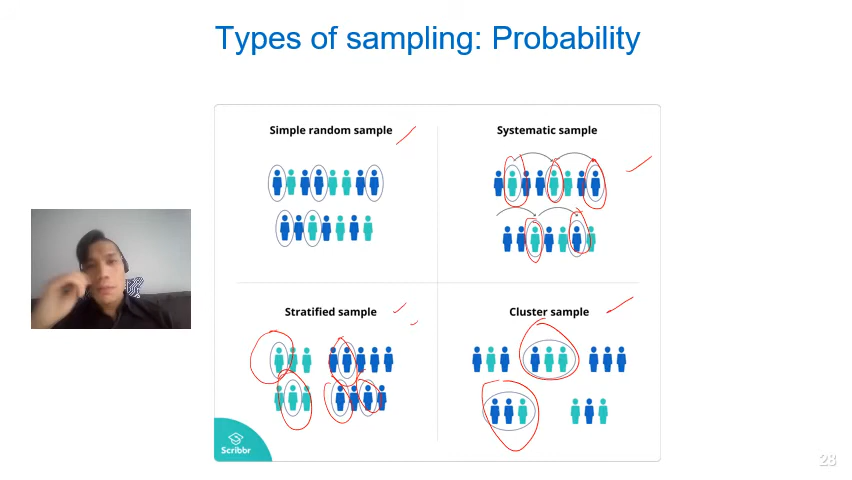 Types of sampling: Probability
Simple random sample
Systematic sample
Stratified sample
Cluster sample
Scribbr
28